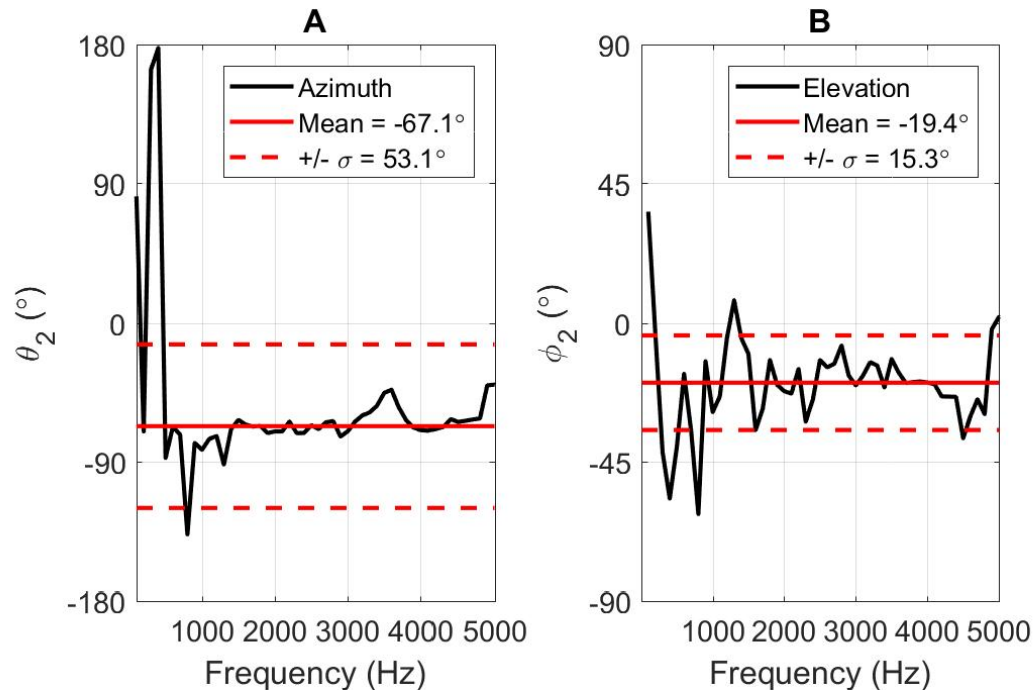 A
180
90
0
-90
-180
θ2 (°)
Azimuth
Mean = -67.1°
+/- σ = 53.1°
1000 2000 3000 4000 5000
Frequency (Hz)
B
90
45
0
-45
-90
ϕ2 (°)
Elevation
Mean = -19.4°
+/- σ = 15.3°
1000 2000 3000 4000 5000
Frequency (Hz)